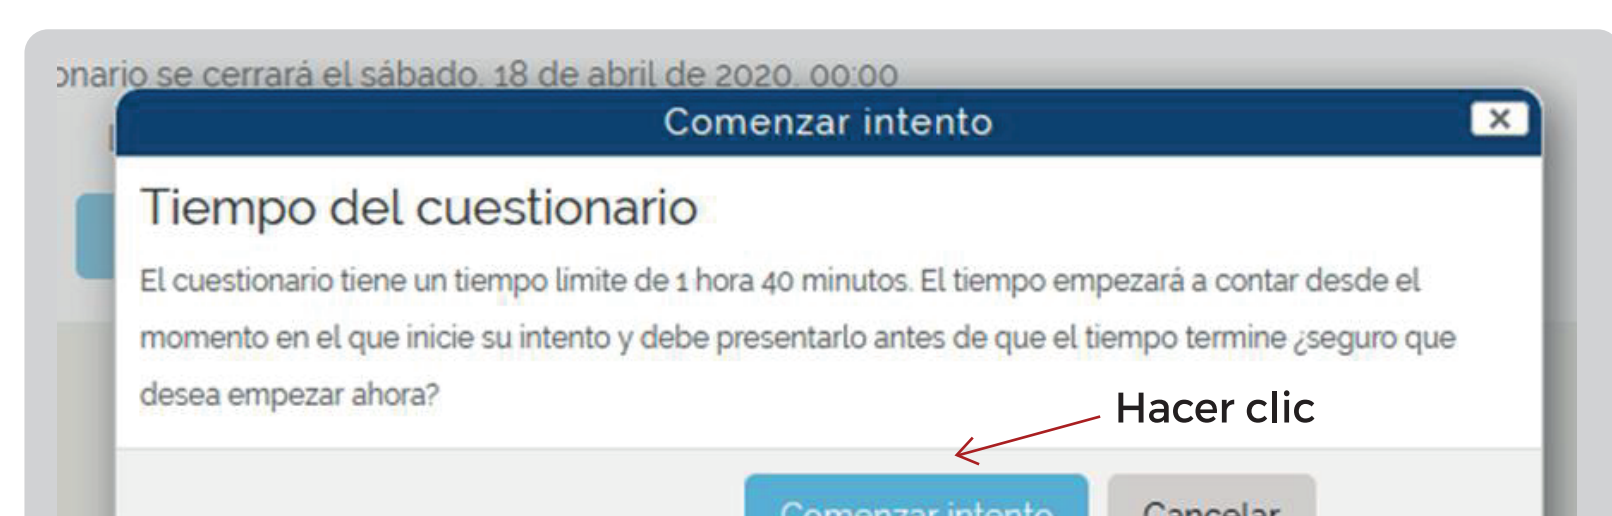 onario se cerrará el sábado, 18 de abril de 2020, 00:00
Comenzar intento
Tiempo del cuestionario
El cuestionario tiene un tiempo límite de 1 hora 40 minutos. El tiempo empezará a contar desde el
momento en el que inicie su intento y debe presentarlo antes de que el tiempo termine ¿seguro que
desea empezar ahora?
Hacer clic
Comenzar intento Cancelar